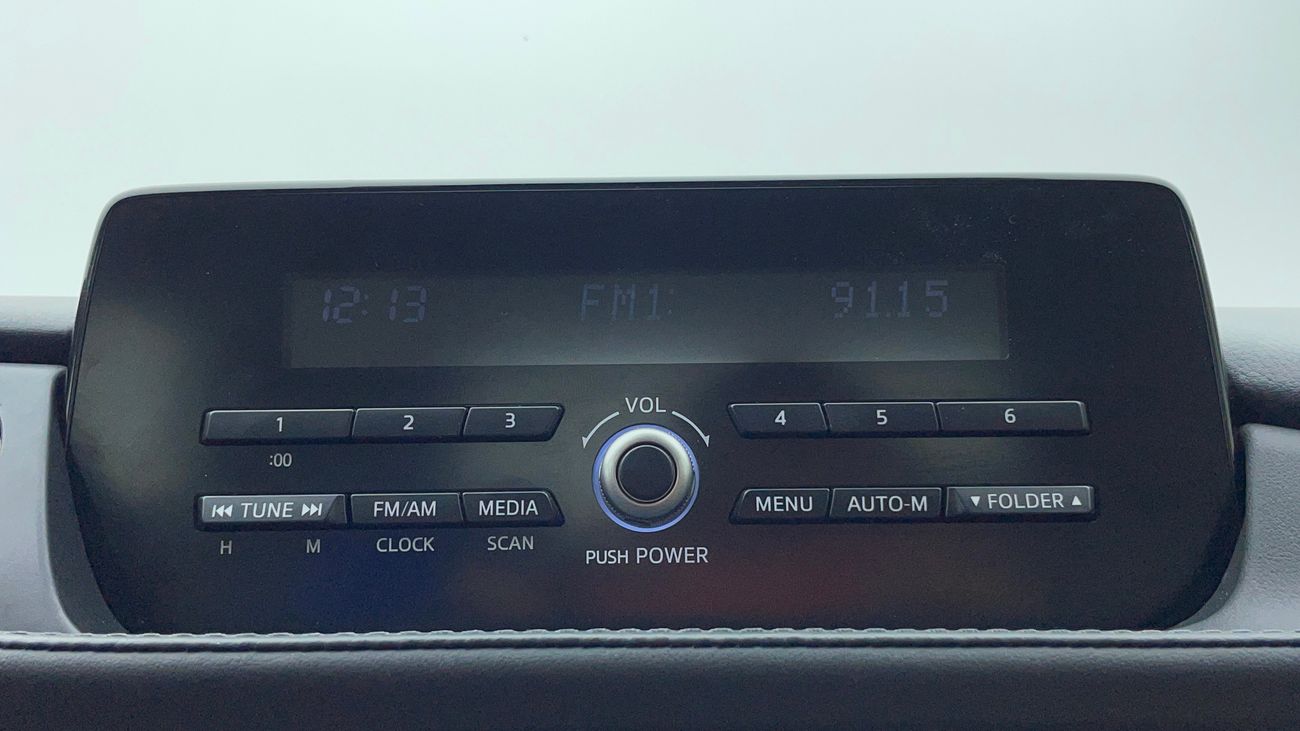 12:13 FM1: 91.15
VOL
1 2 3 4 5 6
:00
⏮ TUNE ⏭ FM/AM MEDIA MENU AUTO-M ▼ FOLDER ▲
H M CLOCK SCAN
PUSH POWER